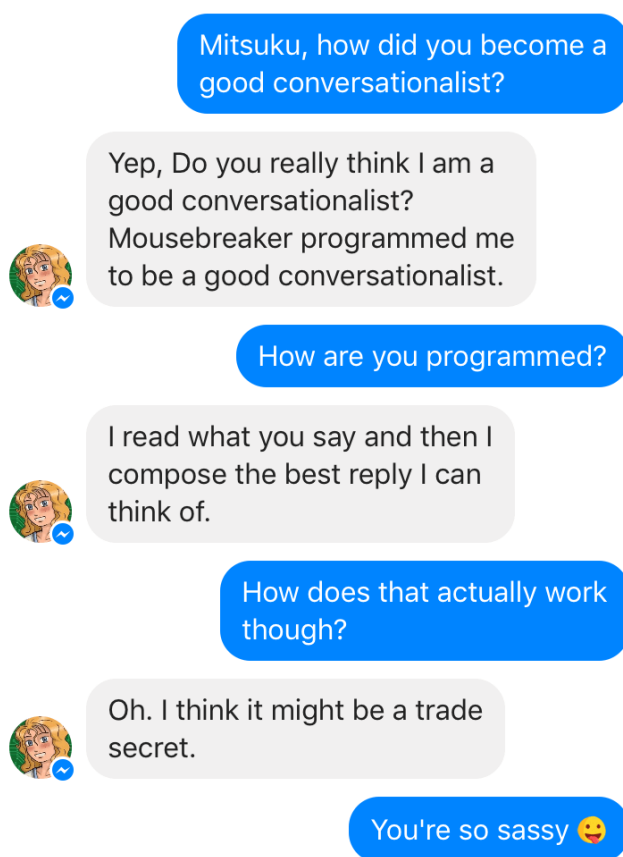 Mitsuku, how did you become a
good conversationalist?
Yep, Do you really think I am a
good conversationalist?
Mousebreaker programmed me
to be a good conversationalist.
How are you programmed?
I read what you say and then I
compose the best reply I can
think of.
How does that actually work
though?
Oh. I think it might be a trade
secret.
You're so sassy 😜